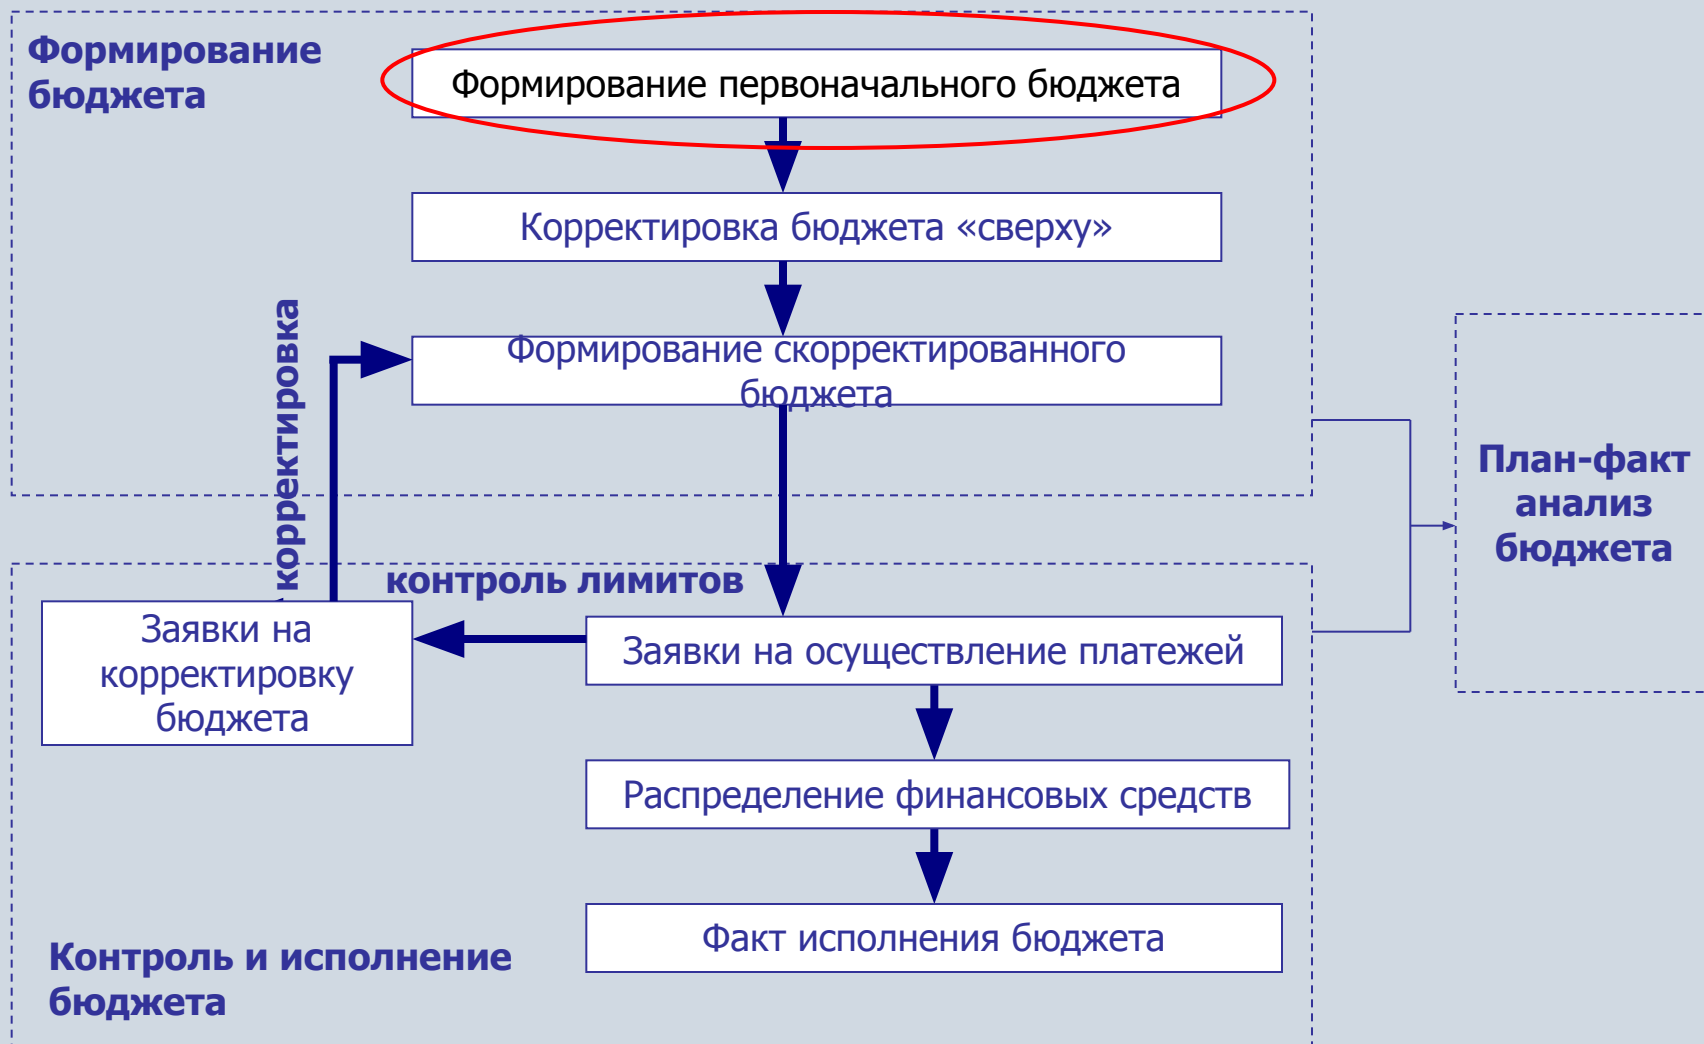 Формирование
бюджета
Формирование первоначального бюджета
Корректировка бюджета «сверху»
Формирование скорректированного
бюджета
корректировка
План-факт
анализ
бюджета
контроль лимитов
Заявки на
корректировку
бюджета
Заявки на осуществление платежей
Распределение финансовых средств
Факт исполнения бюджета
Контроль и исполнение
бюджета